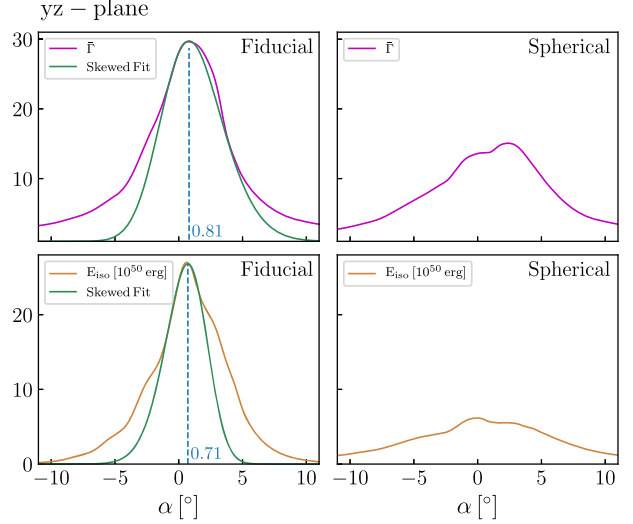 yz − plane
30
20
10
Γ̄
Skewed Fit
Fiducial
0.81
Γ̄
Spherical
20
10
0
E_iso [10^50 erg]
Skewed Fit
Fiducial
0.71
E_iso [10^50 erg]
Spherical
−10 −5 0 5 10
−10 −5 0 5 10
α [°]
α [°]